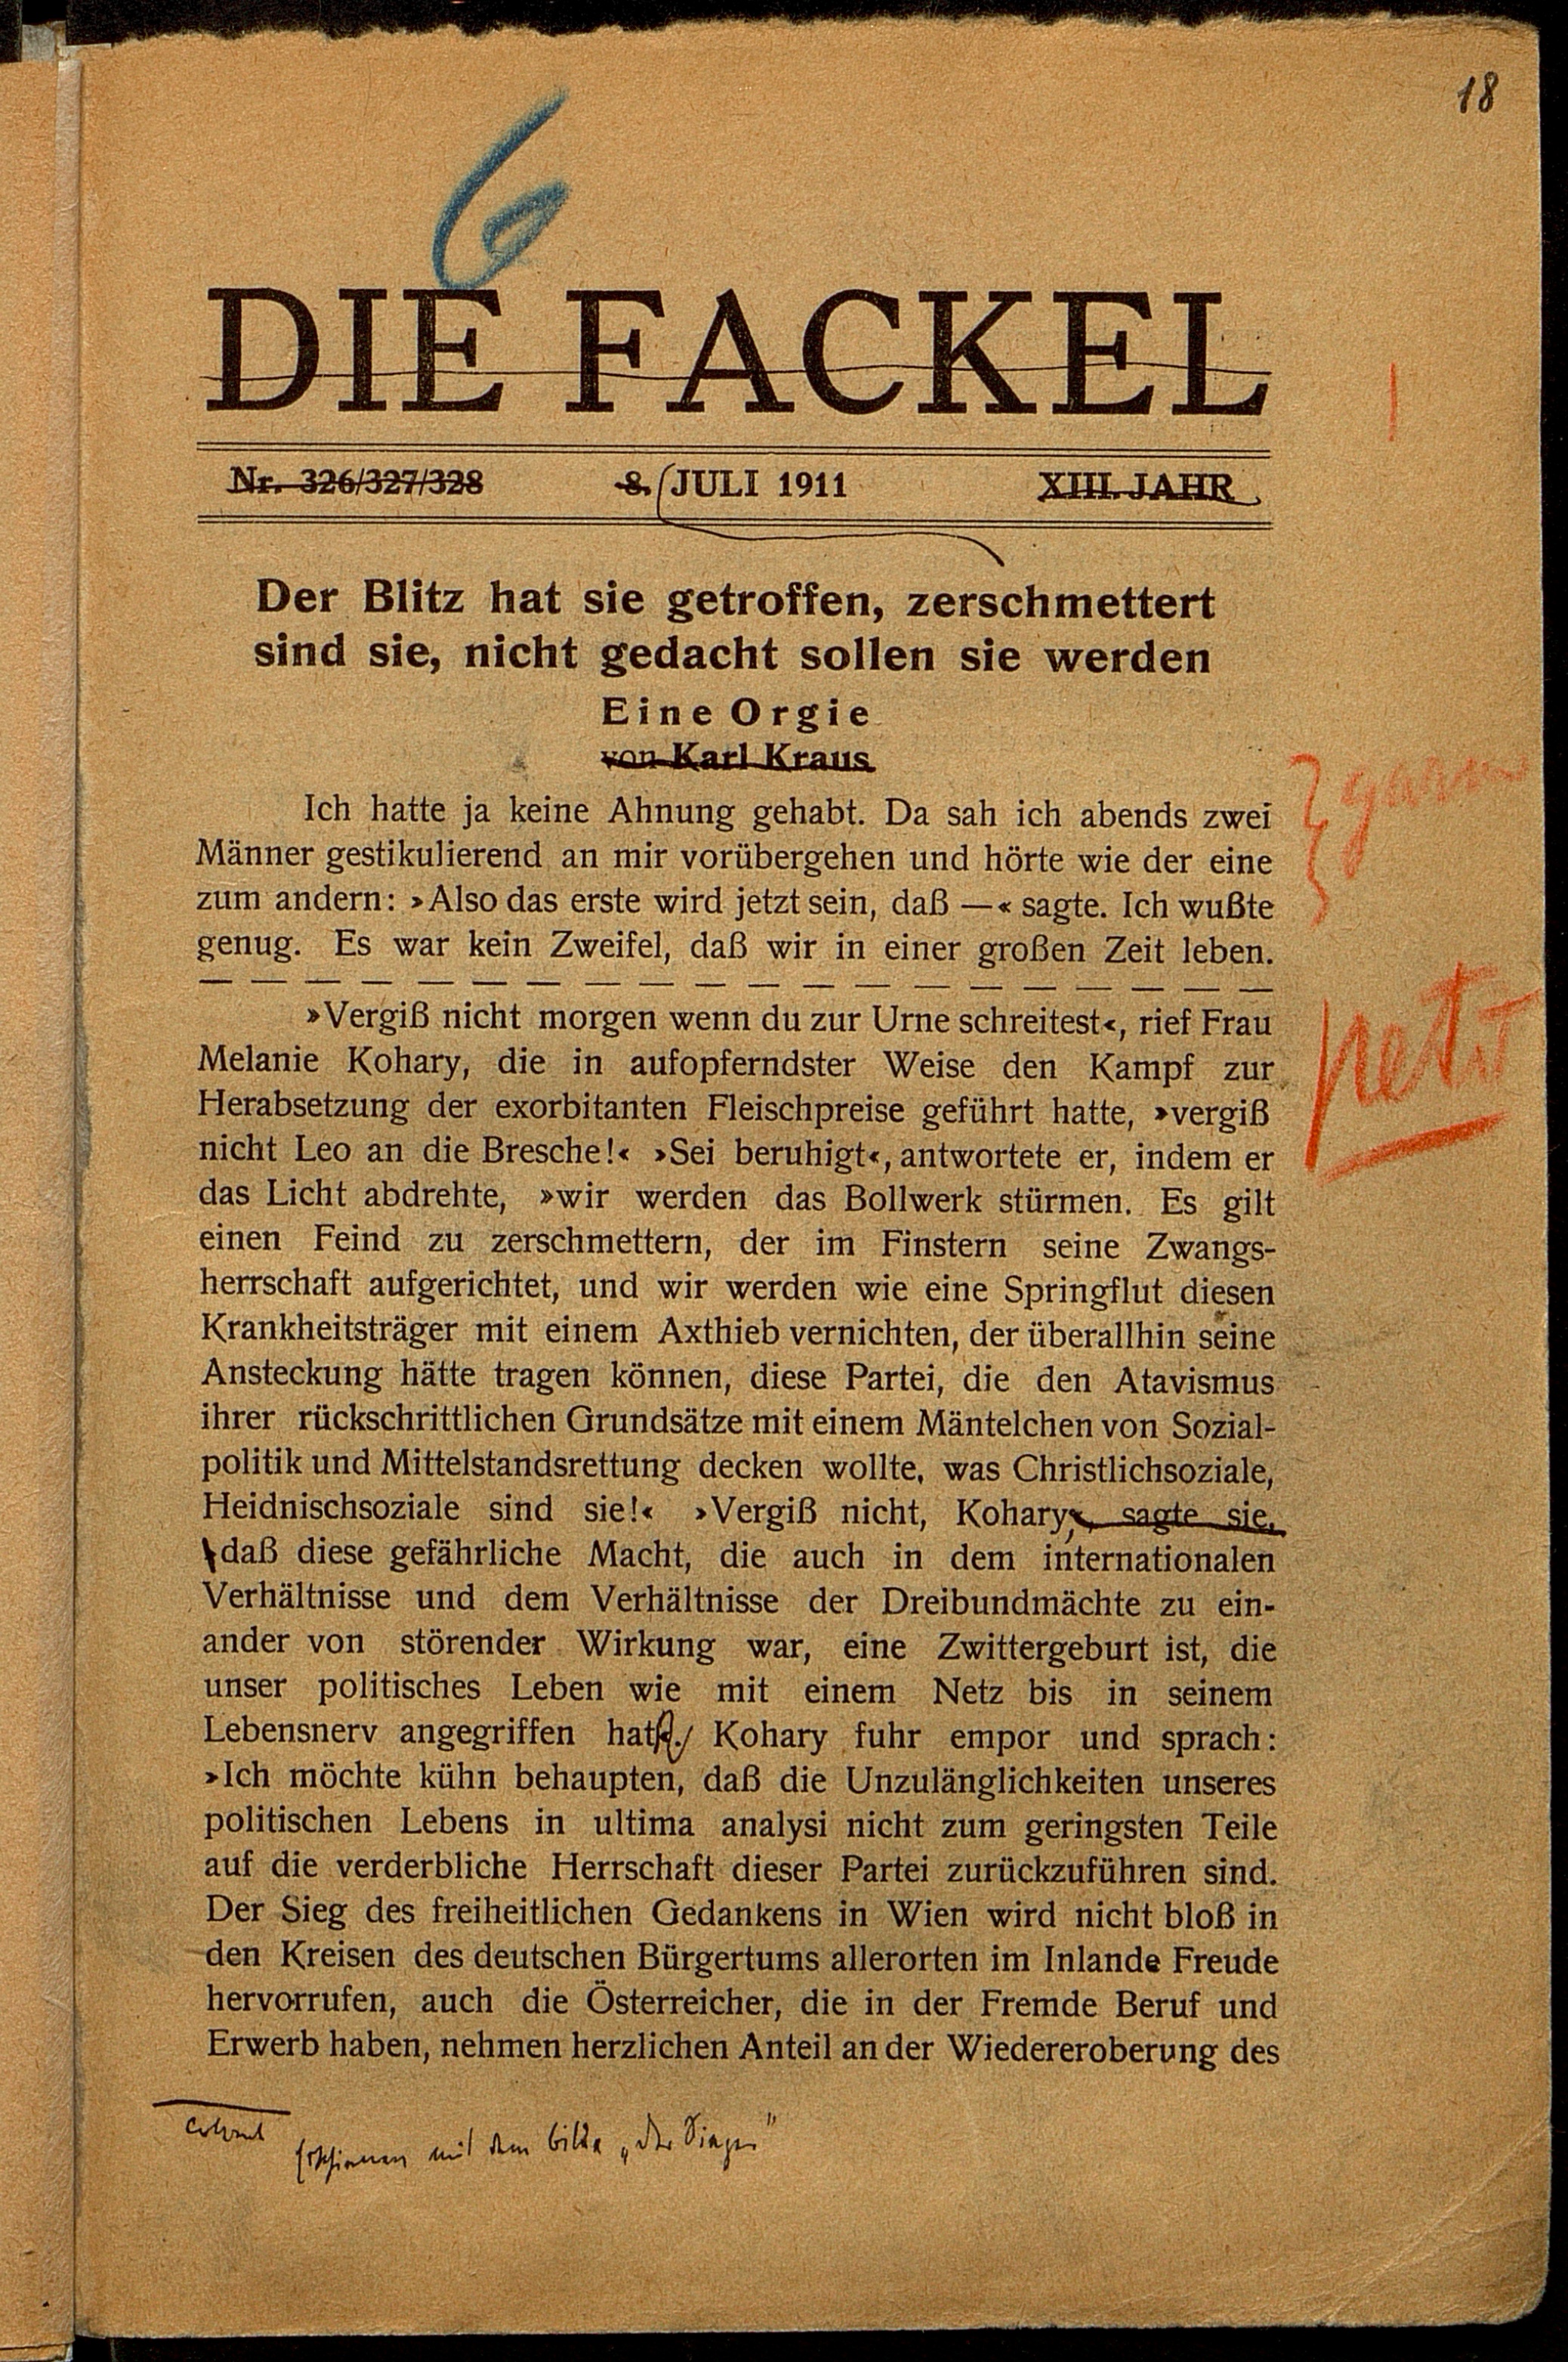 18
6
DIE FACKEL
Nr. 326/327/328 8. JULI 1911 XIII. JAHR
Der Blitz hat sie getroffen, zerschmettert
sind sie, nicht gedacht sollen sie werden
Eine Orgie
von Karl Kraus
Ich hatte ja keine Ahnung gehabt. Da sah ich abends zwei
Männer gestikulierend an mir vorübergehen und hörte wie der eine
zum andern: ›Also das erste wird jetzt sein, daß —‹ sagte. Ich wußte
genug. Es war kein Zweifel, daß wir in einer großen Zeit leben.
— — — — — — — — — — — — — — — — — — — —
»Vergiß nicht morgen wenn du zur Urne schreitest«, rief Frau
Melanie Kohary, die in aufopferndster Weise den Kampf zur
Herabsetzung der exorbitanten Fleischpreise geführt hatte, »vergiß
nicht Leo an die Bresche!« »Sei beruhigt«, antwortete er, indem er
das Licht abdrehte, »wir werden das Bollwerk stürmen. Es gilt
einen Feind zu zerschmettern, der im Finstern seine Zwangs-
herrschaft aufgerichtet, und wir werden wie eine Springflut diesen
Krankheitsträger mit einem Axthieb vernichten, der überallhin seine
Ansteckung hätte tragen können, diese Partei, die den Atavismus
ihrer rückschrittlichen Grundsätze mit einem Mäntelchen von Sozial-
politik und Mittelstandsrettung decken wollte, was Christlichsoziale,
Heidnischsoziale sind sie!« »Vergiß nicht, Kohary«, sagte sie,
daß diese gefährliche Macht, die auch in dem internationalen
Verhältnisse und dem Verhältnisse der Dreibundmächte zu ein-
ander von störender Wirkung war, eine Zwittergeburt ist, die
unser politisches Leben wie mit einem Netz bis in seinem
Lebensnerv angegriffen hat«. Kohary fuhr empor und sprach:
»Ich möchte kühn behaupten, daß die Unzulänglichkeiten unseres
politischen Lebens in ultima analysi nicht zum geringsten Teile
auf die verderbliche Herrschaft dieser Partei zurückzuführen sind.
Der Sieg des freiheitlichen Gedankens in Wien wird nicht bloß in
den Kreisen des deutschen Bürgertums allerorten im Inlande Freude
hervorrufen, auch die Österreicher, die in der Fremde Beruf und
Erwerb haben, nehmen herzlichen Anteil an der Wiedereroberung des
petit
Erschienen mit dem Bilde „Der Sieger"